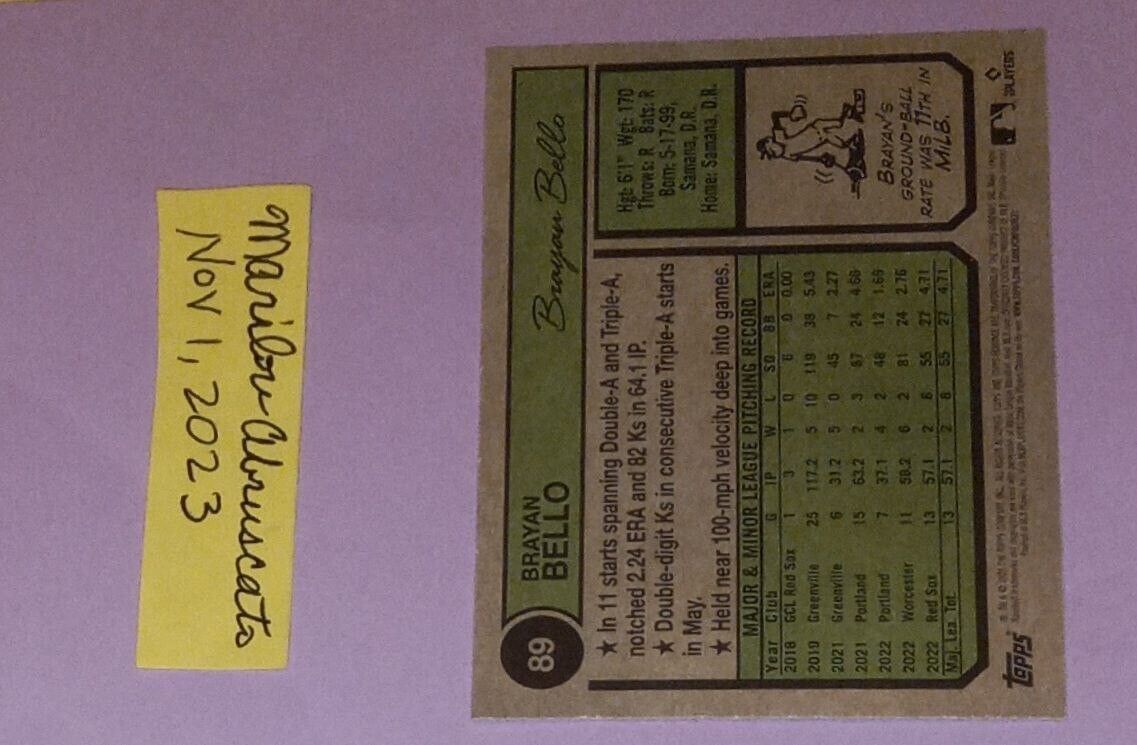 Marilou Abruscato
Nov 1, 2023
89
BRAYAN
BELLO
Brayan Bello
★ In 11 starts spanning Double-A and Triple-A,
notched 2.24 ERA and 82 Ks in 64.1 IP.
★ Double-digit Ks in consecutive Triple-A starts
in May.
★ Held near 100-mph velocity deep into games.
Hgt: 6'1" Wgt: 170
Throws: R Bats: R
Born: 5-17-99,
Samana, D.R.
Home: Samana, D.R.
MAJOR & MINOR LEAGUE PITCHING RECORD
Year Club G IP W L SO BB ERA
2018 GCL Red Sox 1 3 1 0 6 0 0.00
2019 Greenville 25 117.2 5 10 119 38 5.43
2021 Greenville 6 31.2 5 0 45 7 2.27
2021 Portland 15 63.2 2 3 87 24 4.66
2022 Portland 7 37.1 4 2 48 12 1.69
2022 Worcester 11 58.2 6 2 81 24 2.76
2022 Red Sox 13 57.1 2 8 55 27 4.71
Maj. Lea. Tot. 13 57.1 2 8 55 27 4.71
BRAYAN'S
GROUND-BALL
RATE WAS 11TH IN
MILB.
Topps
PLAYERS